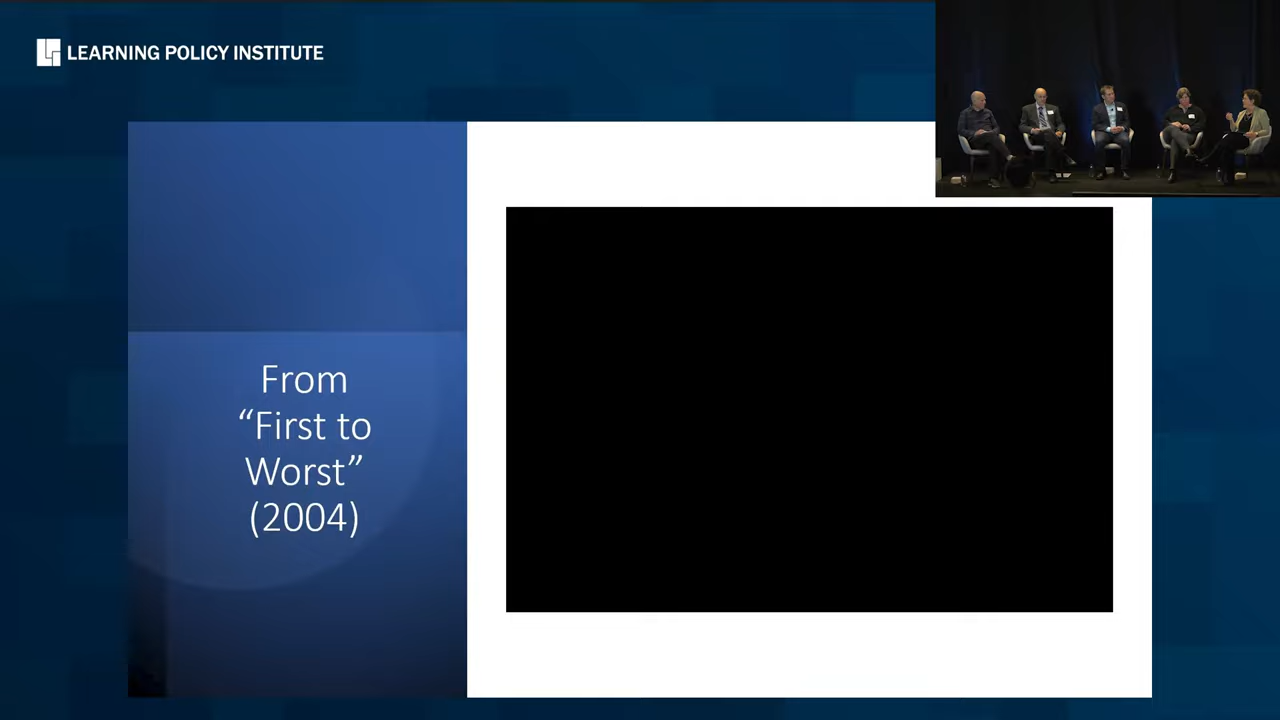 LEARNING POLICY INSTITUTE
From
“First to
Worst”
(2004)